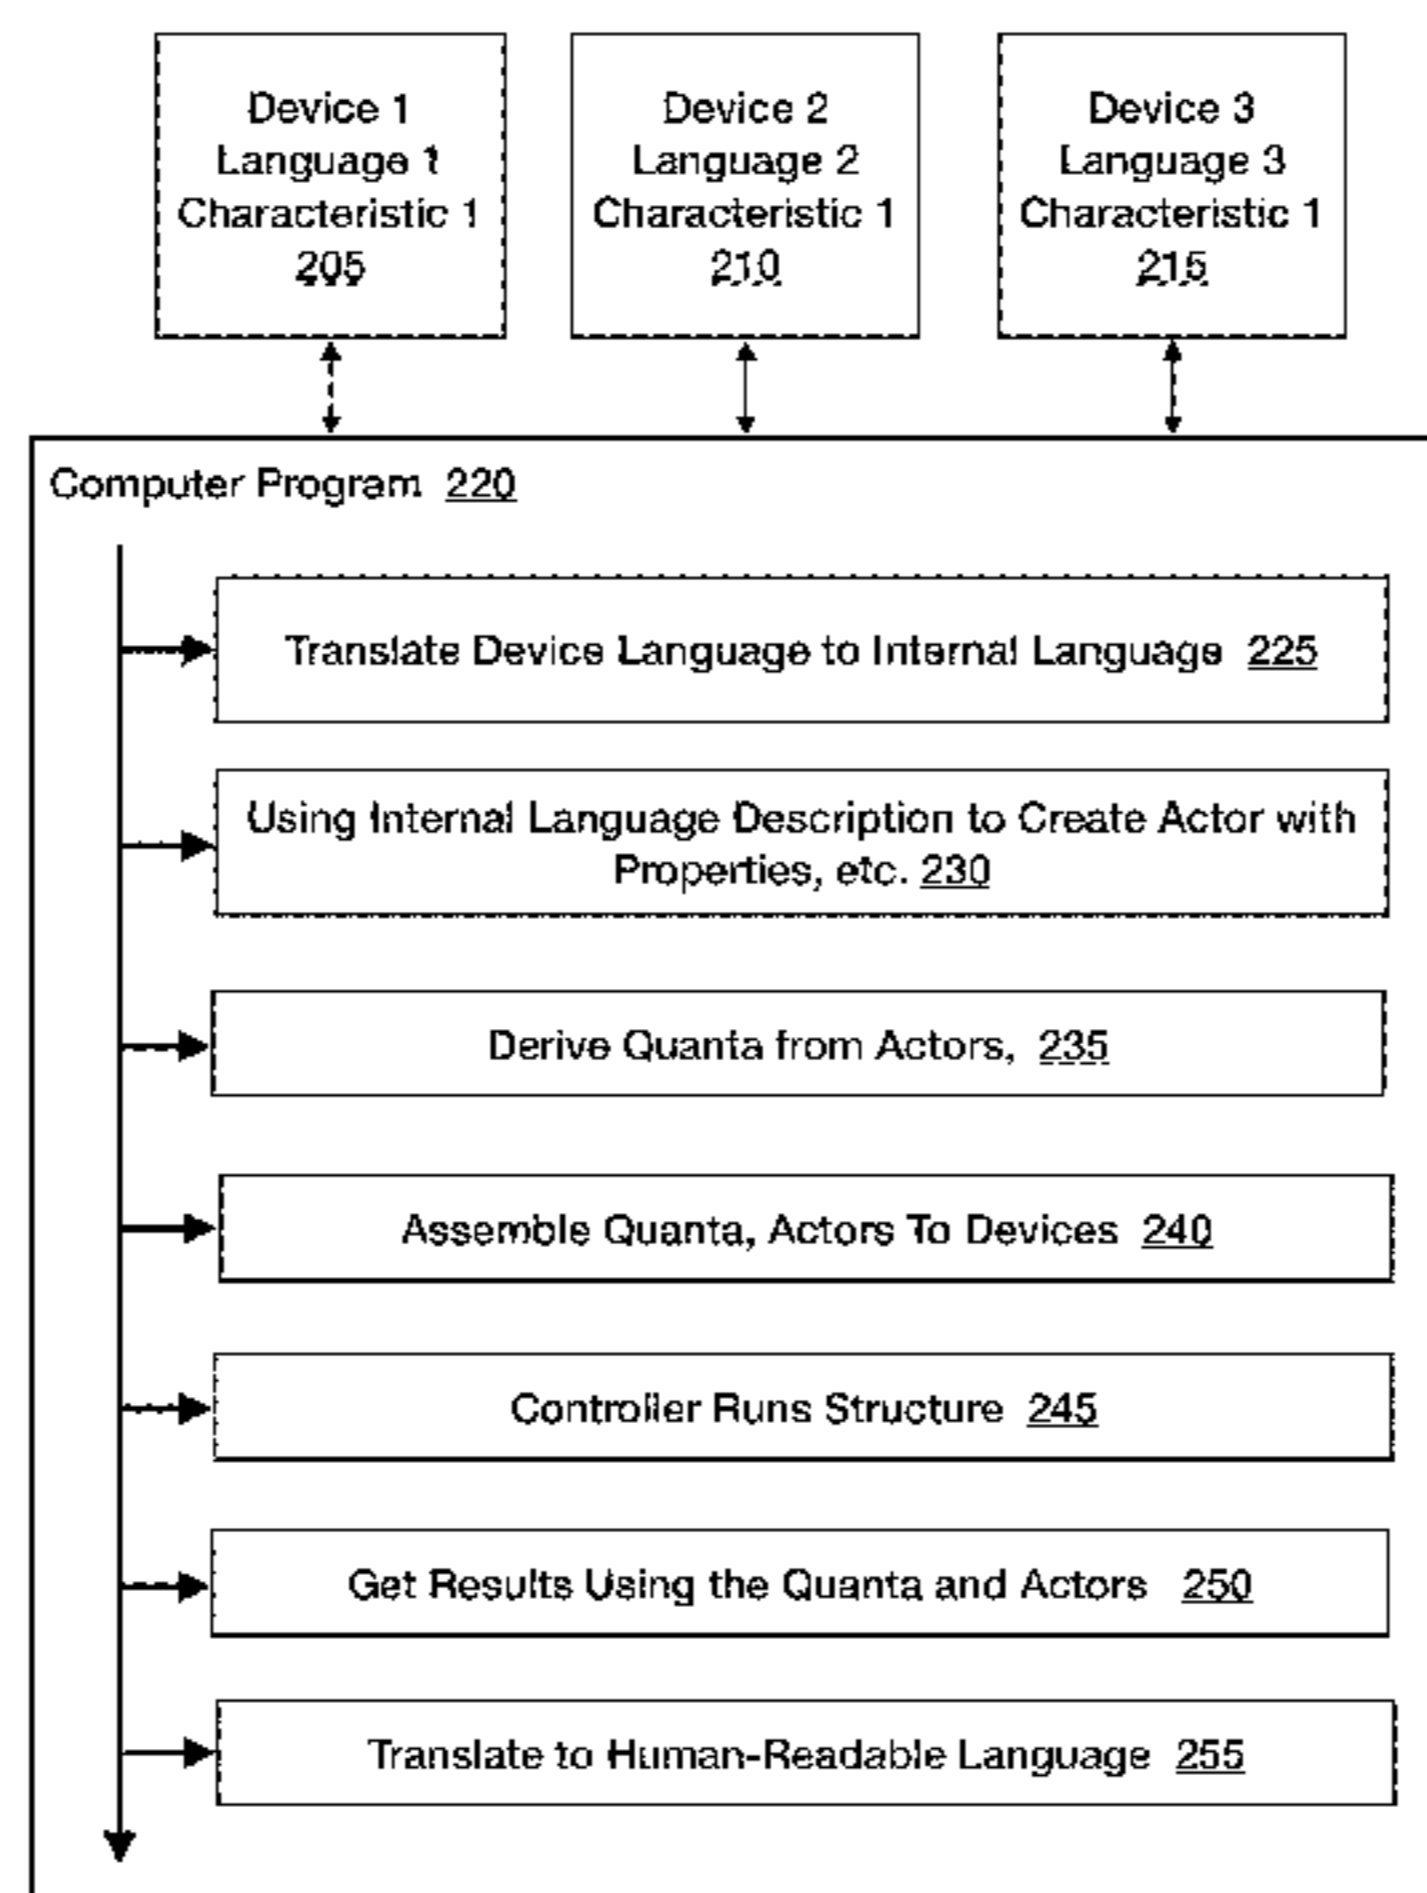 Device 1
Language 1
Characteristic 1
205
Device 2
Language 2
Characteristic 1
210
Device 3
Language 3
Characteristic 1
215
Computer Program 220
Translate Device Language to Internal Language 225
Using Internal Language Description to Create Actor with
Properties, etc. 230
Derive Quanta from Actors, 235
Assemble Quanta, Actors To Devices 240
Controller Runs Structure 245
Get Results Using the Quanta and Actors 250
Translate to Human-Readable Language 255